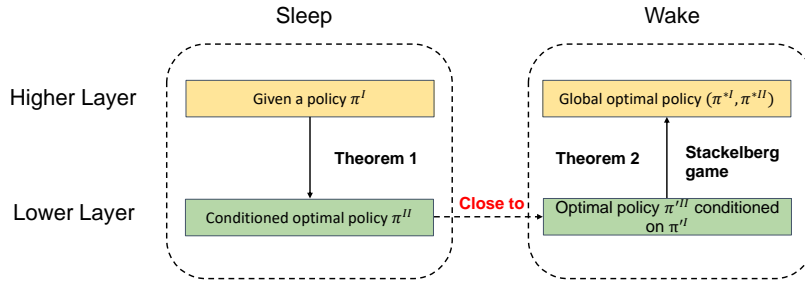 Sleep
Wake
Higher Layer
Given a policy π^I
Global optimal policy (π*^I, π*^II)
Theorem 1
Theorem 2
Stackelberg
game
Lower Layer
Conditioned optimal policy π^II
Close to
Optimal policy π'^II conditioned
on π'^I